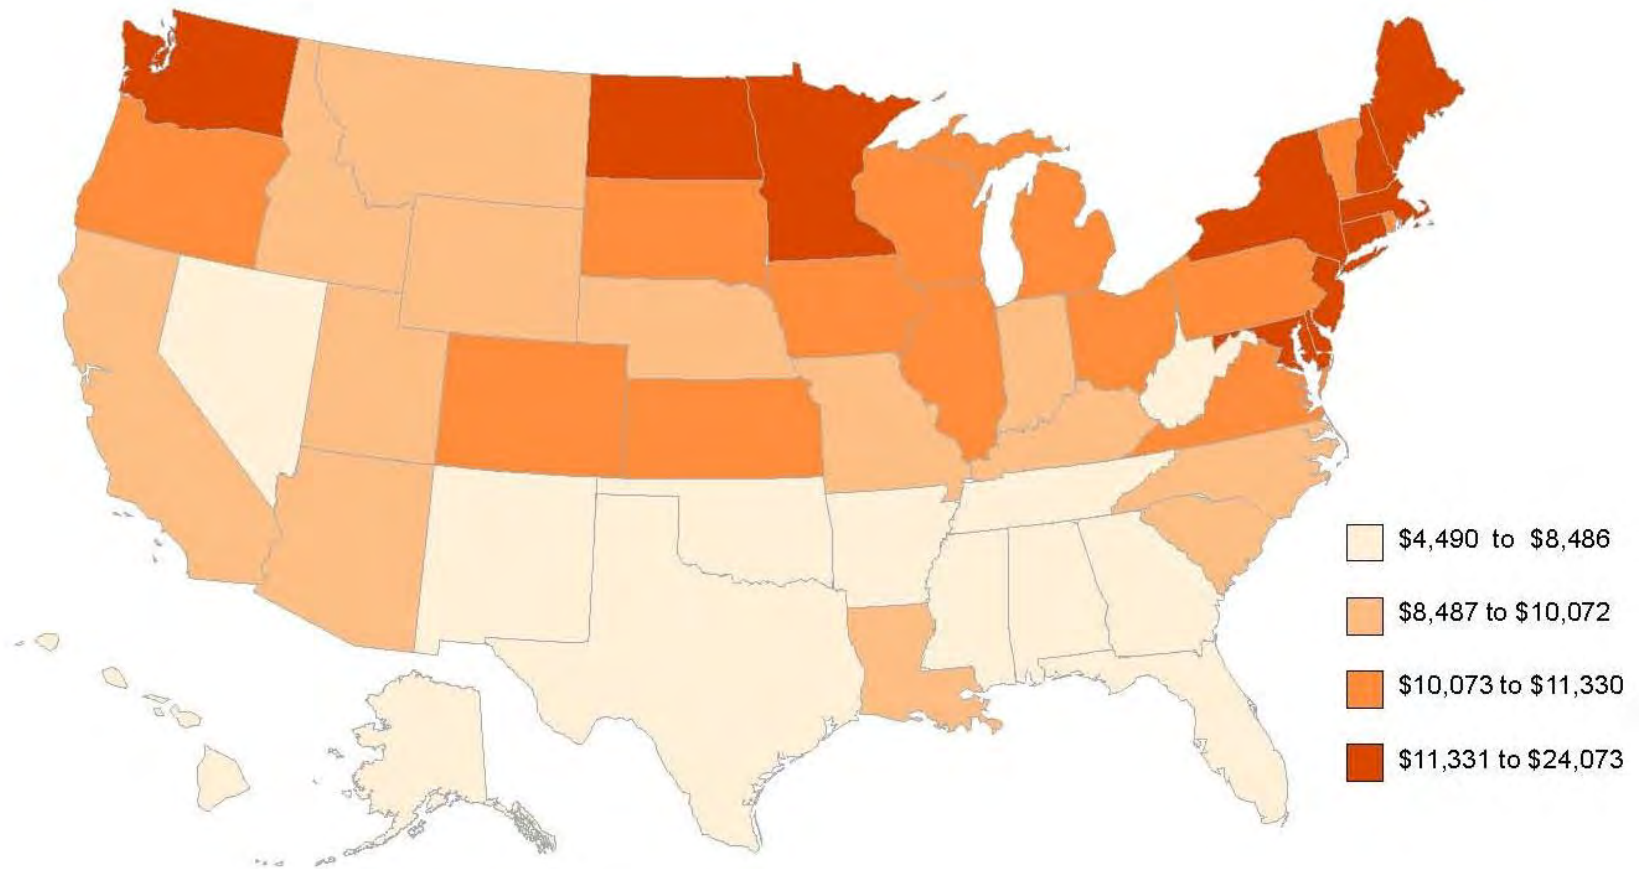 $4,490 to $8,486
$8,487 to $10,072
$10,073 to $11,330
$11,331 to $24,073